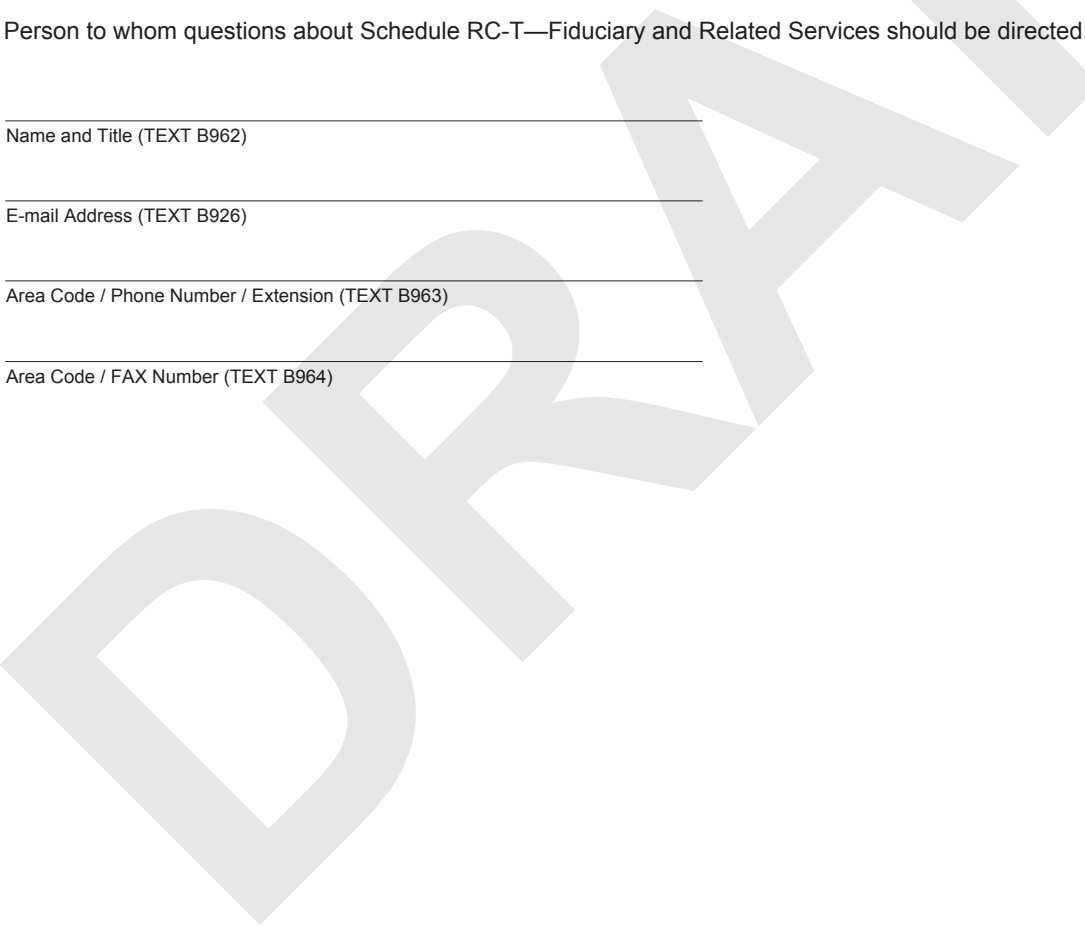 Person to whom questions about Schedule RC-T—Fiduciary and Related Services should be directed:
Name and Title (TEXT B962)
E-mail Address (TEXT B926)
Area Code / Phone Number / Extension (TEXT B963)
Area Code / FAX Number (TEXT B964)
DRA